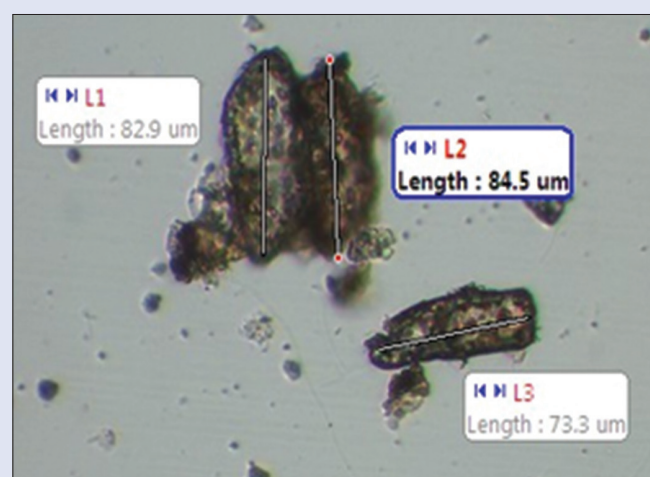 L1
Length : 82.9 um
L2
Length : 84.5 um
L3
Length : 73.3 um